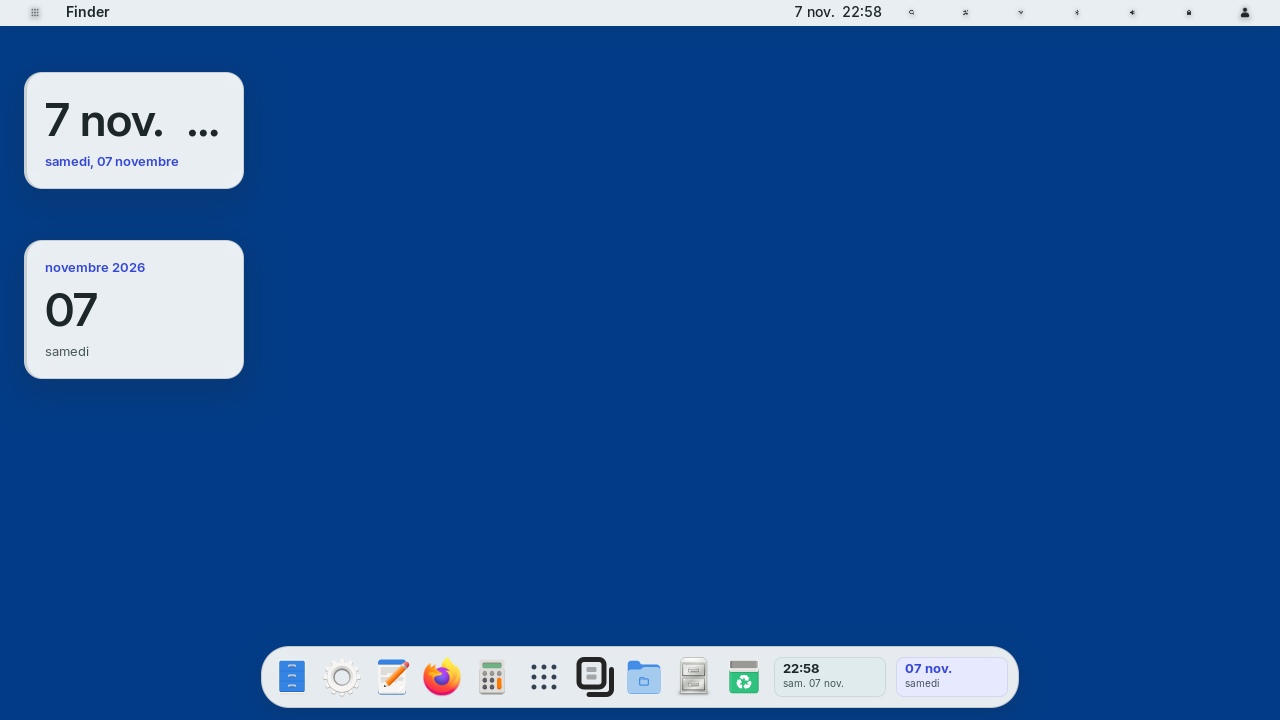 Finder
7 nov.  22:58
7 nov.  ...
samedi, 07 novembre
novembre 2026
07
samedi
22:58
sam. 07 nov.
07 nov.
samedi